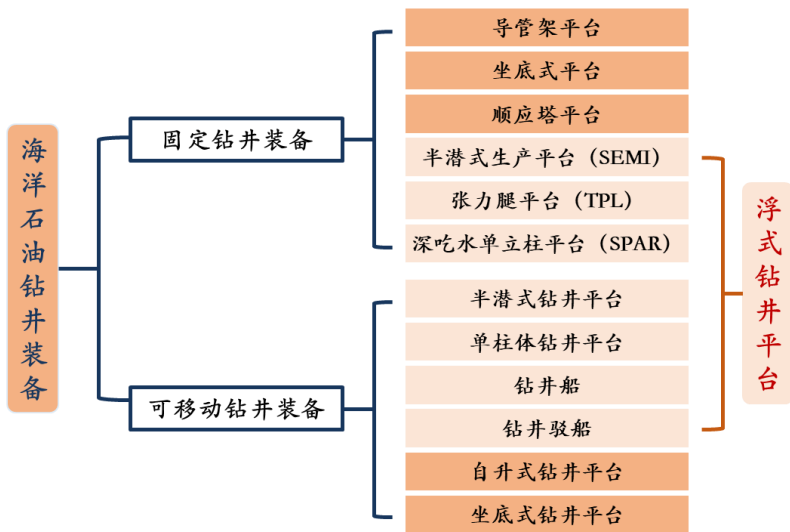 海洋石油钻井装备
固定钻井装备
导管架平台
坐底式平台
顺应塔平台
半潜式生产平台（SEMI）
张力腿平台（TPL）
深吃水单立柱平台（SPAR）
可移动钻井装备
半潜式钻井平台
单柱体钻井平台
钻井船
钻井驳船
自升式钻井平台
坐底式钻井平台
浮式钻井平台